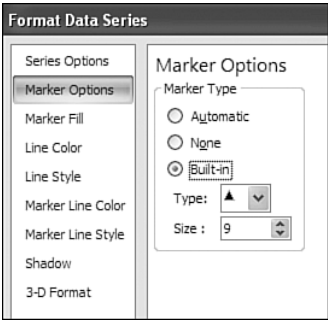 Format Data Series
Series Options
Marker Options
Marker Fill
Line Color
Line Style
Marker Line Color
Marker Line Style
Shadow
3-D Format
Marker Options
Marker Type
Automatic
None
Built-in
Type:
Size : 9